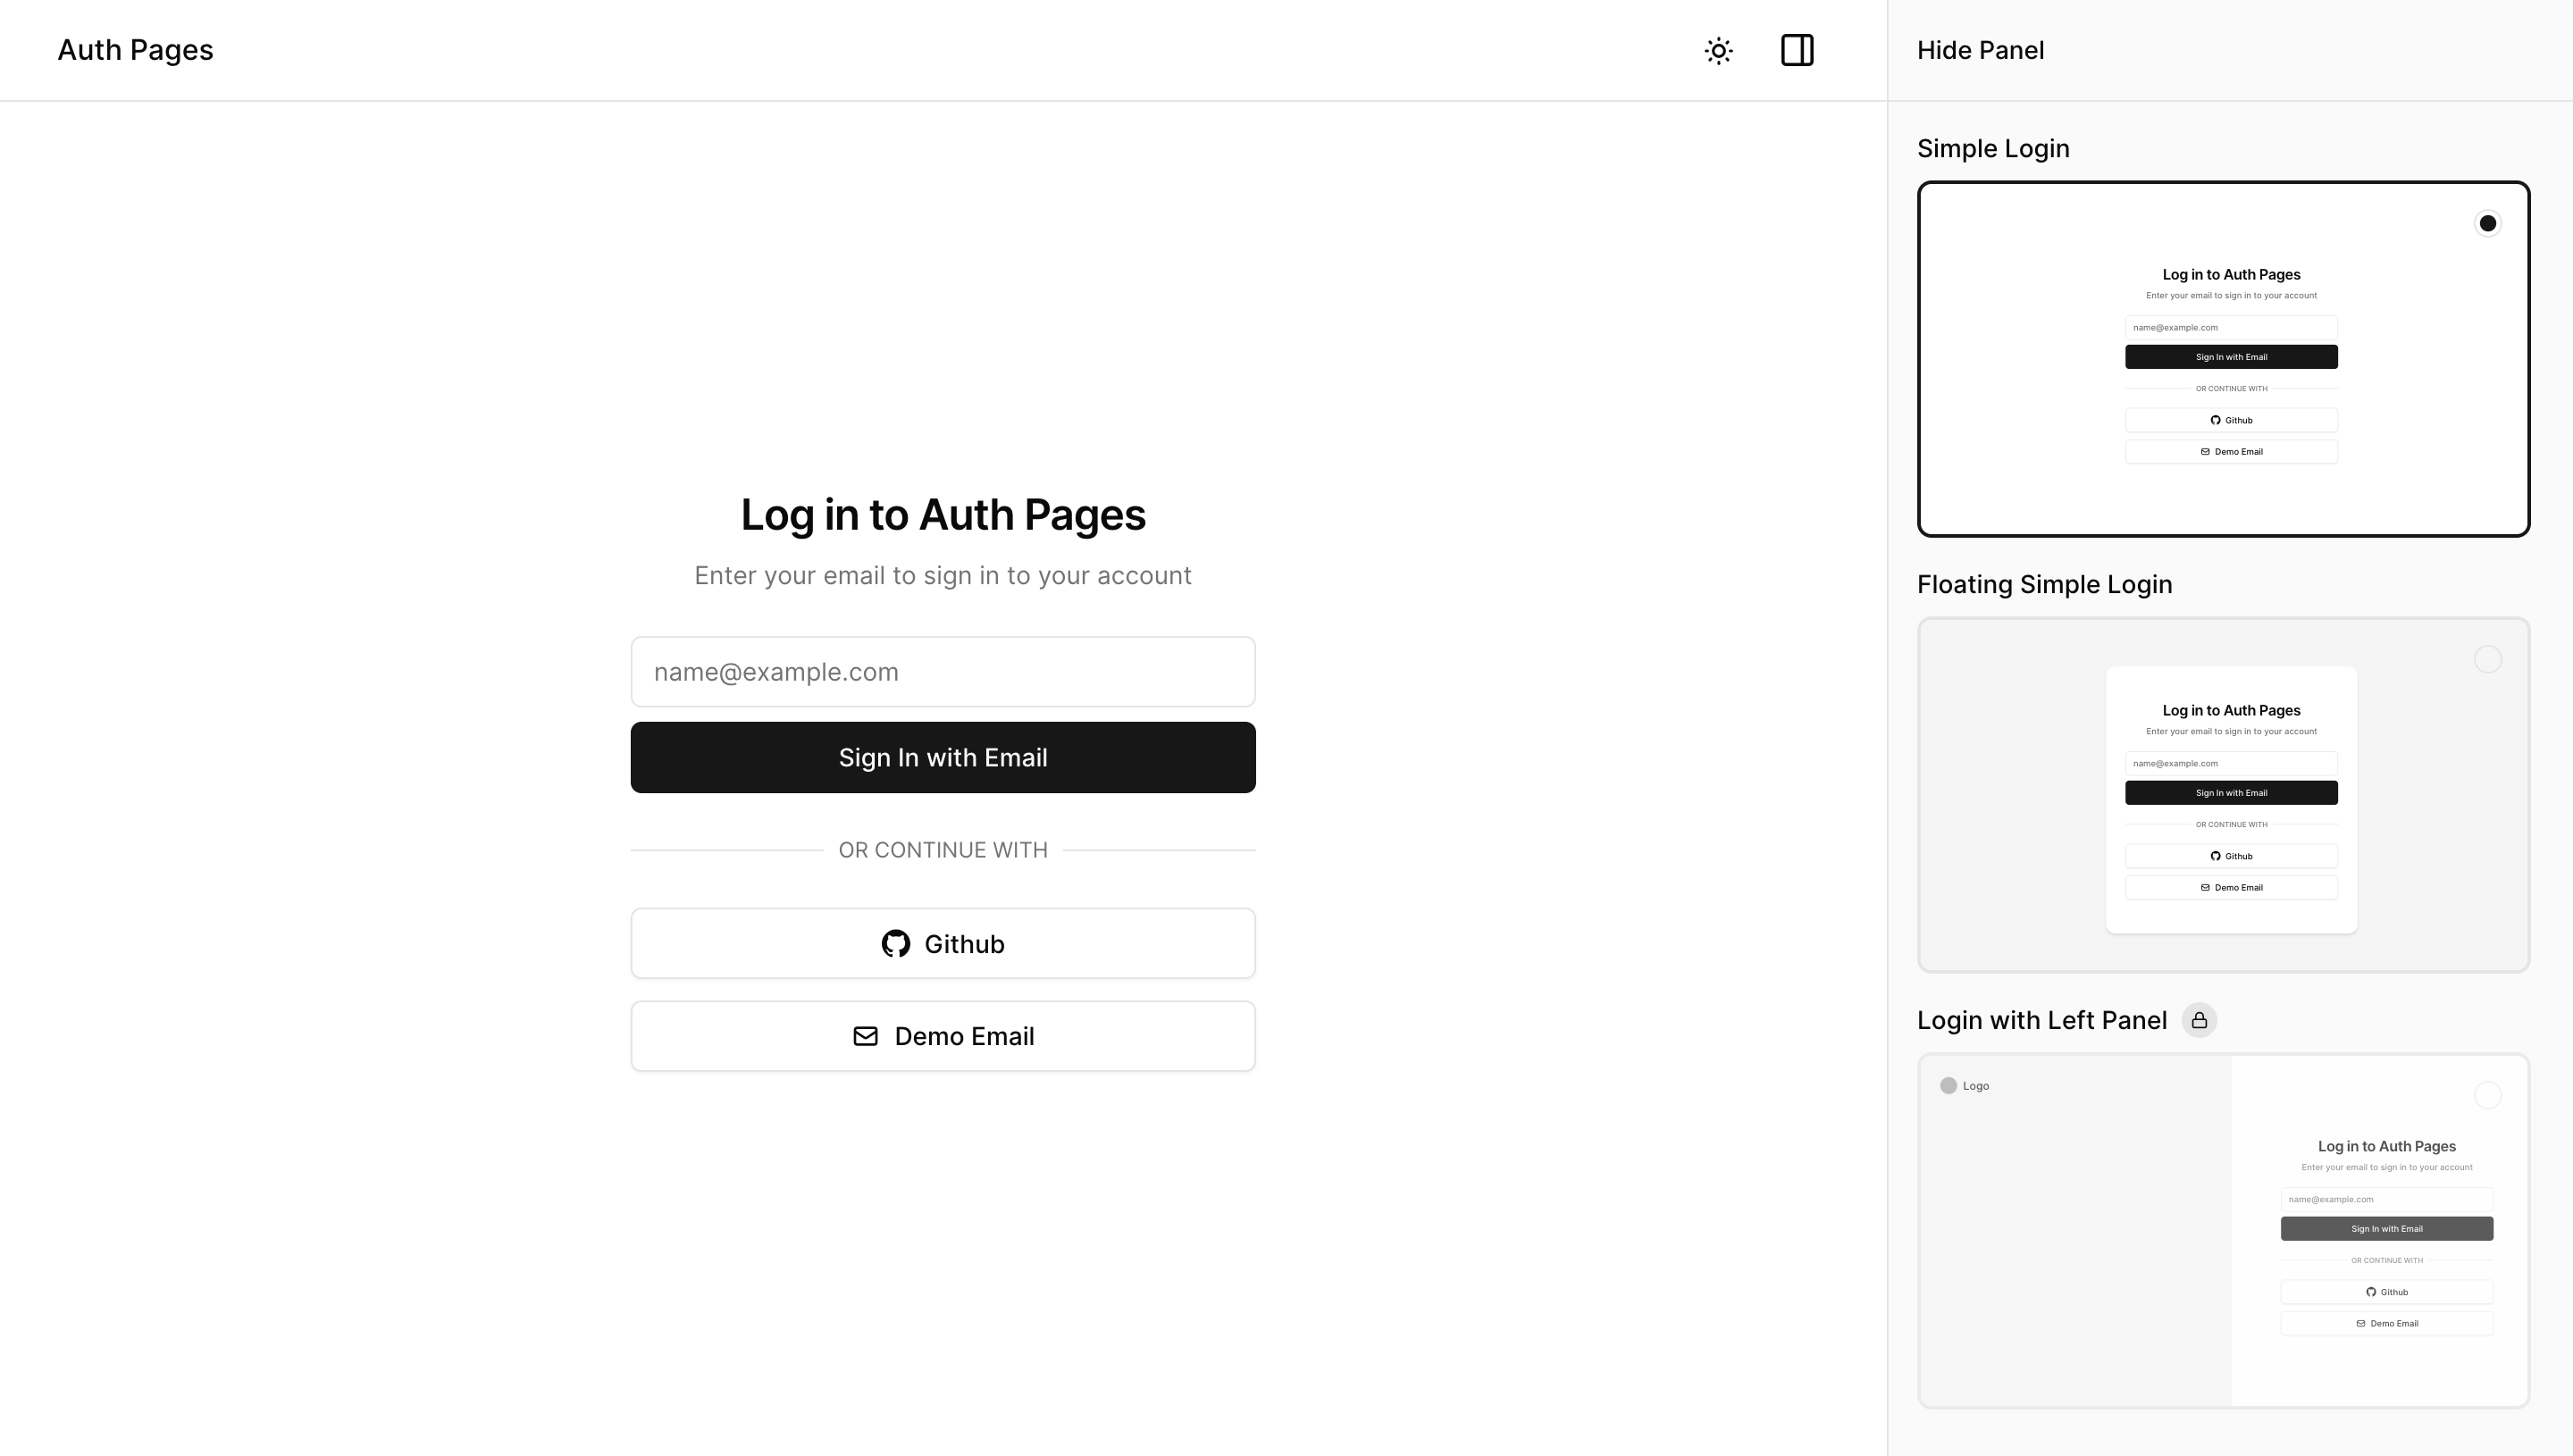 Auth Pages
Log in to Auth Pages
Enter your email to sign in to your account
name@example.com
Sign In with Email
OR CONTINUE WITH
Github
Demo Email
Hide Panel
Simple Login
Log in to Auth Pages
Enter your email to sign in to your account
name@example.com
Sign In with Email
OR CONTINUE WITH
Github
Demo Email
Floating Simple Login
Log in to Auth Pages
Enter your email to sign in to your account
name@example.com
Sign In with Email
OR CONTINUE WITH
Github
Demo Email
Login with Left Panel
Logo
Log in to Auth Pages
Enter your email to sign in to your account
name@example.com
Sign In with Email
OR CONTINUE WITH
Github
Demo Email